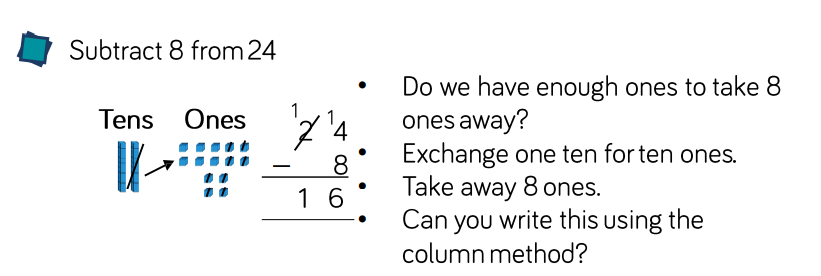 Subtract 8 from 24
Tens Ones
1
2 14
− 8
1 6
• Do we have enough ones to take 8
ones away?
• Exchange one ten for ten ones.
• Take away 8 ones.
• Can you write this using the
column method?